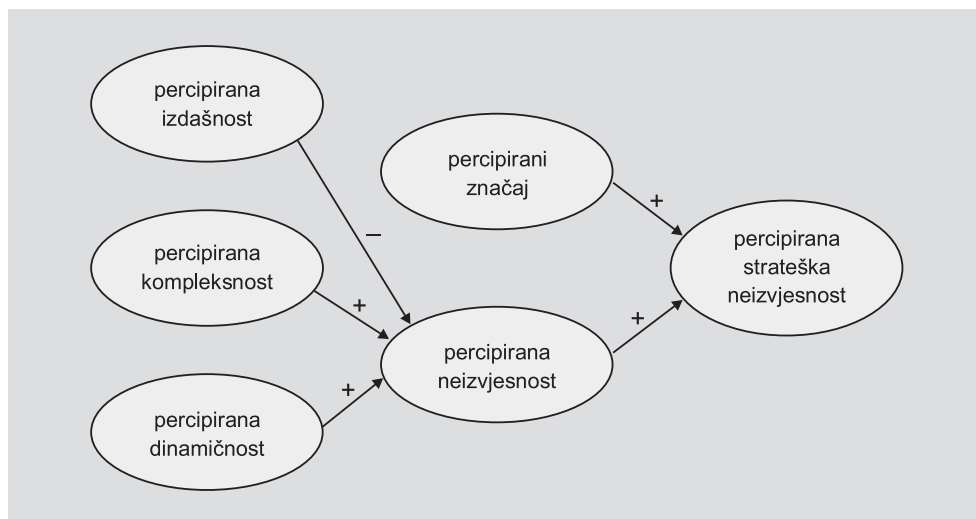 percipirana
izdašnost
percipirani
značaj
+
percipirana
strateška
neizvjesnost
–
percipirana
kompleksnost
+
+
percipirana
neizvjesnost
+
percipirana
dinamičnost